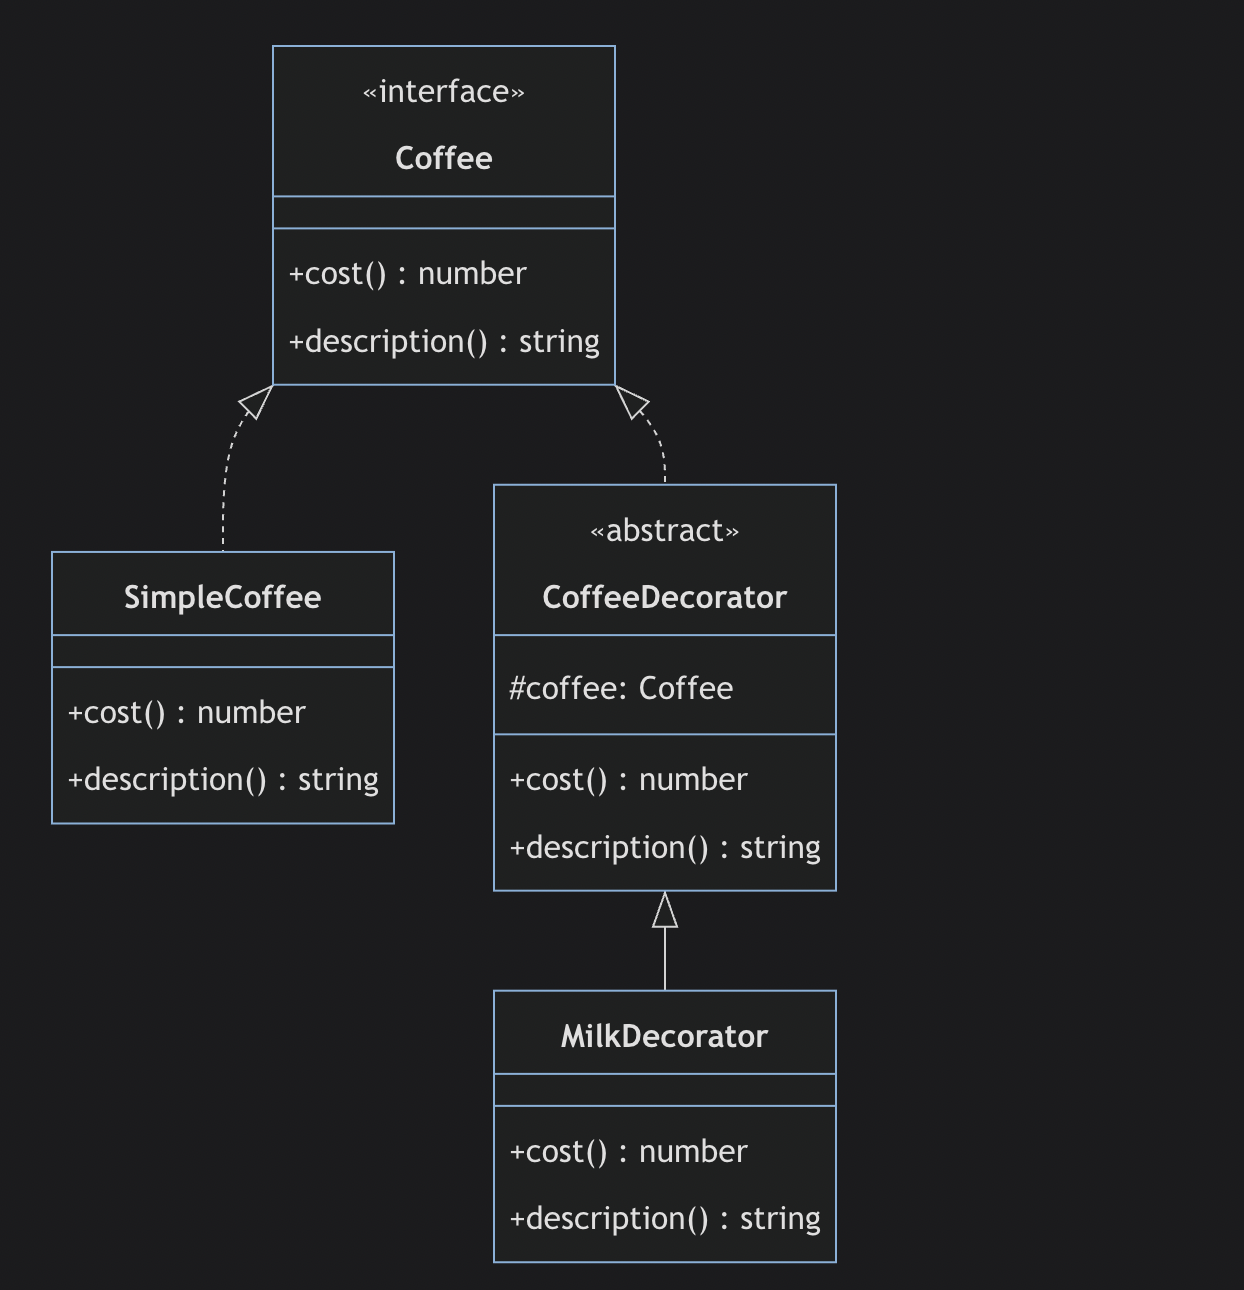 «interface»
Coffee
+cost() : number
+description() : string
SimpleCoffee
+cost() : number
+description() : string
«abstract»
CoffeeDecorator
#coffee: Coffee
+cost() : number
+description() : string
MilkDecorator
+cost() : number
+description() : string